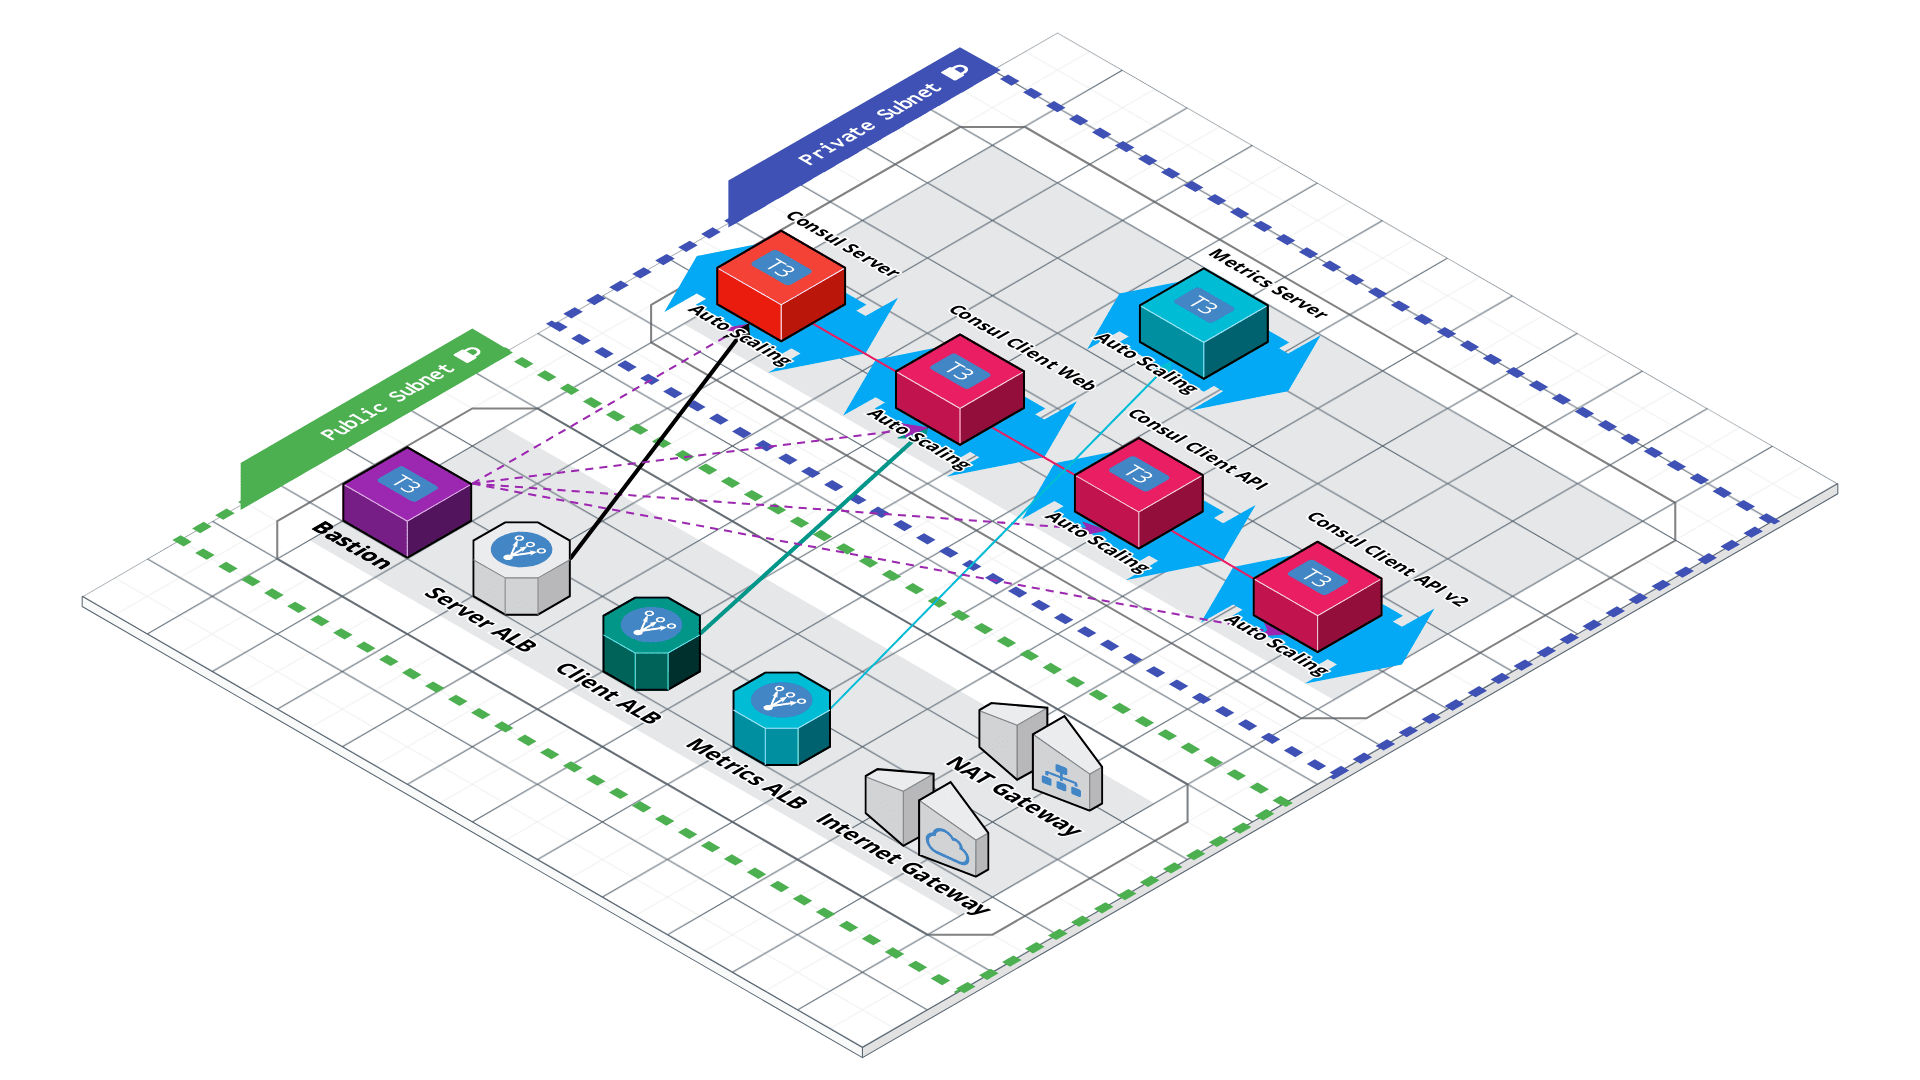 Private Subnet
Consul Server
T3
Auto Scaling
Metrics Server
T3
Auto Scaling
Consul Client Web
T3
Auto Scaling
Consul Client API
T3
Auto Scaling
Consul Client API v2
T3
Auto Scaling
Public Subnet
T3
Bastion
Server ALB
Client ALB
Metrics ALB
NAT Gateway
Internet Gateway